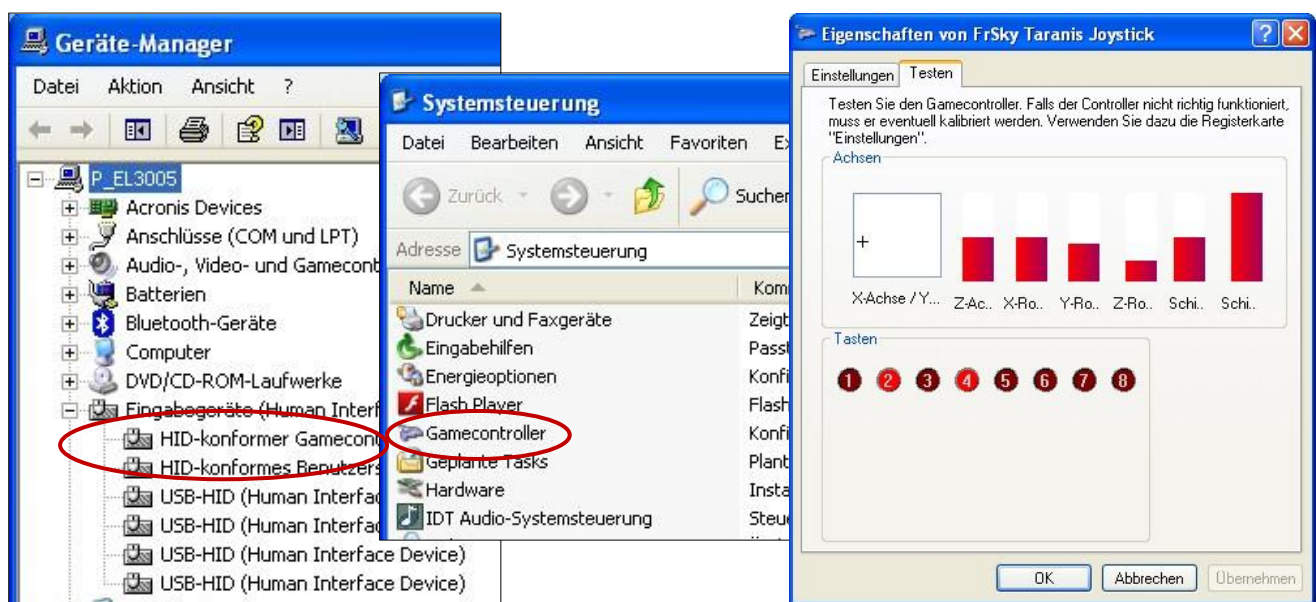 Geräte-Manager
Datei Aktion Ansicht ?
P_EL3005
Acronis Devices
Anschlüsse (COM und LPT)
Audio-, Video- und Gamecont
Batterien
Bluetooth-Geräte
Computer
DVD/CD-ROM-Laufwerke
Eingabegeräte (Human Interf
HID-konformer Gamecon
HID-konformes Benutzers
USB-HID (Human Interfac
USB-HID (Human Interfac
USB-HID (Human Interface Device)
USB-HID (Human Interface Device)
Systemsteuerung
Datei Bearbeiten Ansicht Favoriten Ex
Zurück Suchen
Adresse Systemsteuerung
Name Kom
Drucker und Faxgeräte Zeigt
Eingabehilfen Passt
Energieoptionen Konfi
Flash Player Flash
Gamecontroller Konfi
Geplante Tasks Plant
Hardware Insta
IDT Audio-Systemsteuerung Steue
Eigenschaften von FrSky Taranis Joystick
Einstellungen Testen
Testen Sie den Gamecontroller. Falls der Controller nicht richtig funktioniert,
muss er eventuell kalibriert werden. Verwenden Sie dazu die Registerkarte
"Einstellungen".
Achsen
X-Achse / Y... Z-Ac.. X-Ro.. Y-Ro.. Z-Ro.. Schi.. Schi..
Tasten
1 2 3 4 5 6 7 8
OK Abbrechen Übernehmen